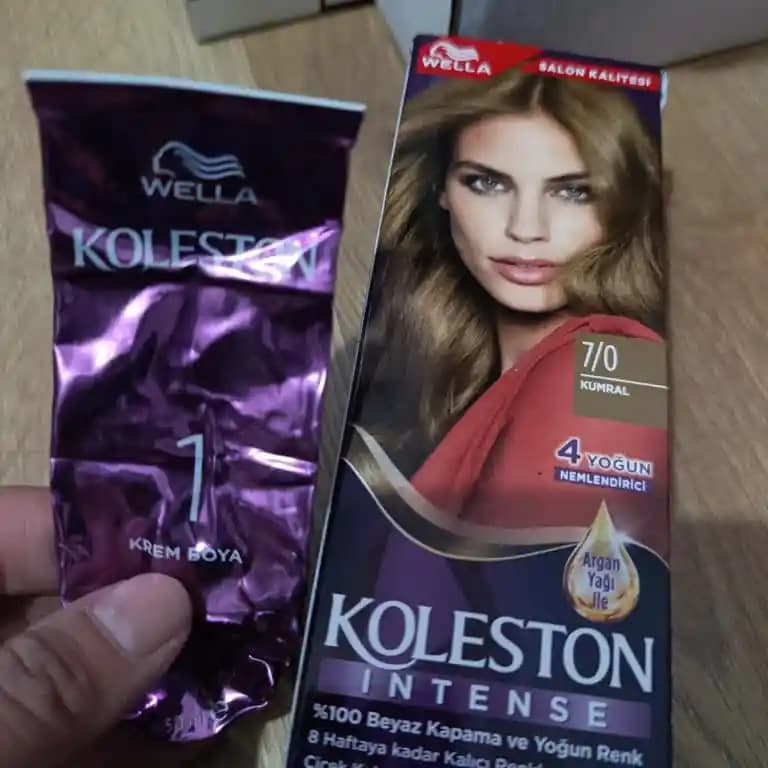 WELLA
KOLESTON
1
KREM BOYA
WELLA
SALON KALİTESİ
7/0
KUMRAL
4 YOĞUN
NEMLENDİRİCİ
Argan
Yağı
İle
KOLESTON
INTENSE
%100 Beyaz Kapama ve Yoğun Renk
8 Haftaya kadar Kalıcı